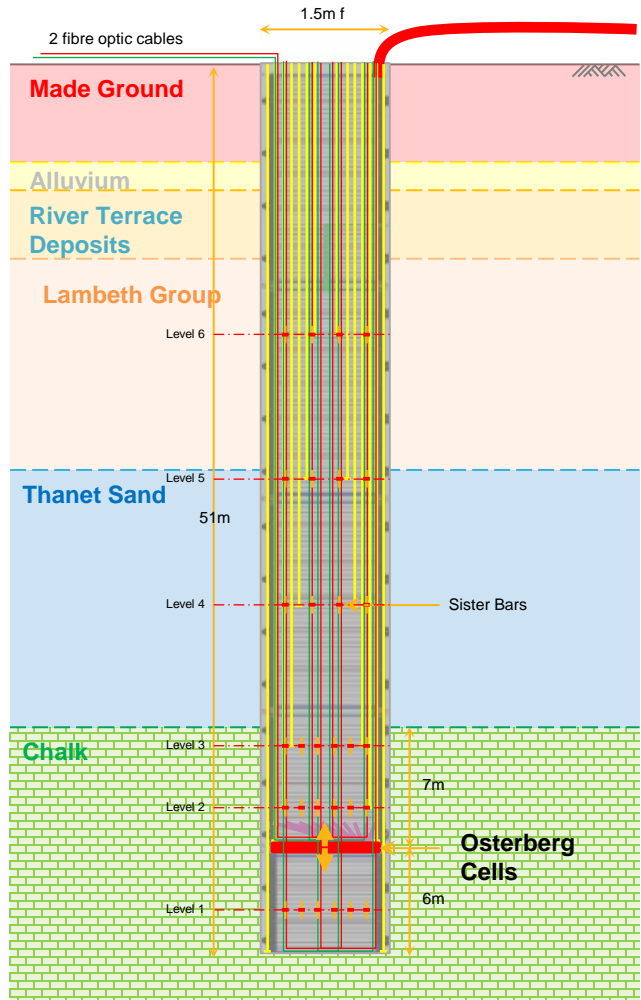 1.5m f
2 fibre optic cables
Made Ground
Alluvium
River Terrace
Deposits
Lambeth Group
Level 6
Level 5
Thanet Sand
51m
Level 4
Sister Bars
Chalk
Level 3
7m
Level 2
Osterberg
Cells
6m
Level 1